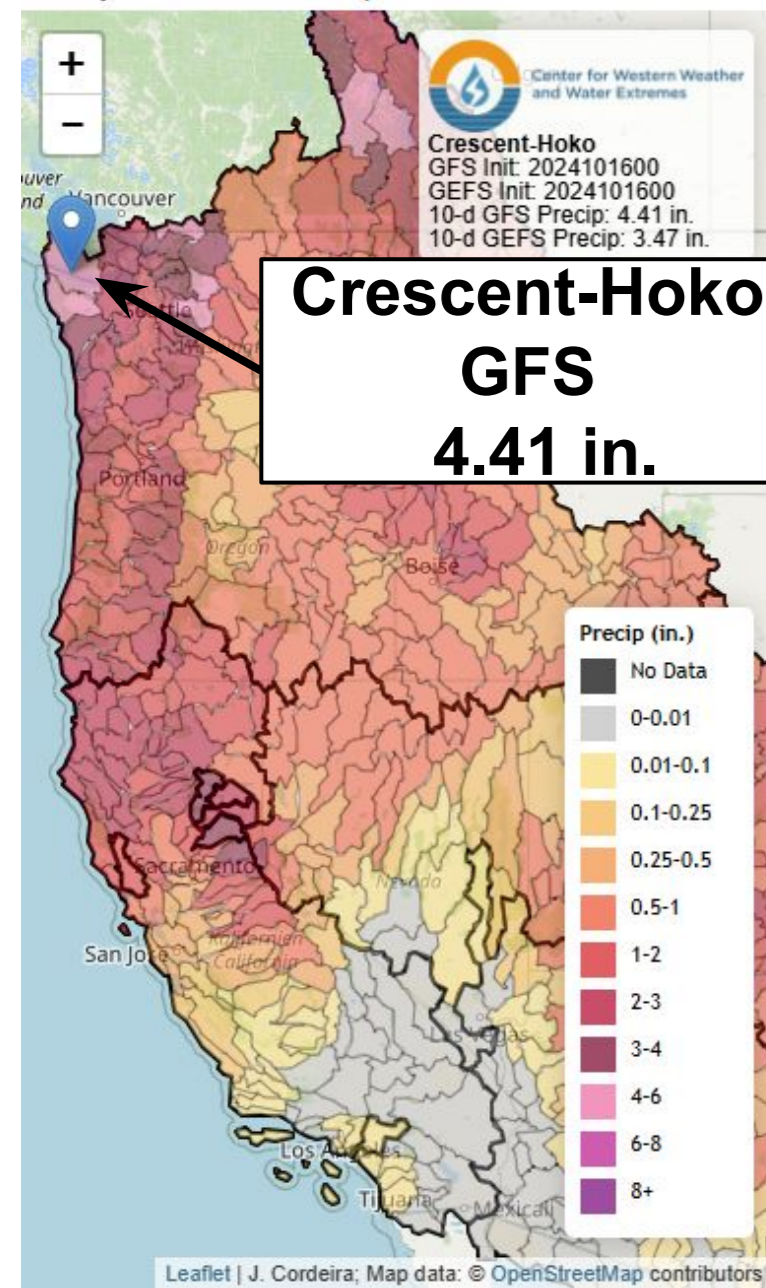 +
−
Center for Western Weather
and Water Extremes
Crescent-Hoko
GFS Init: 2024101600
GEFS Init: 2024101600
10-d GFS Precip: 4.41 in.
10-d GEFS Precip: 3.47 in.
Vancouver
Crescent-Hoko
GFS
4.41 in.
Seattle
Portland
Oregon
Boise
Precip (in.)
No Data
0-0.01
0.01-0.1
0.1-0.25
0.25-0.5
0.5-1
1-2
2-3
3-4
4-6
6-8
8+
Sacramento
Nevada
San José
Kalifornien
California
Las Vegas
Los Angeles
Tijuana
Mexicali
Leaflet | J. Cordeira; Map data: © OpenStreetMap contributors